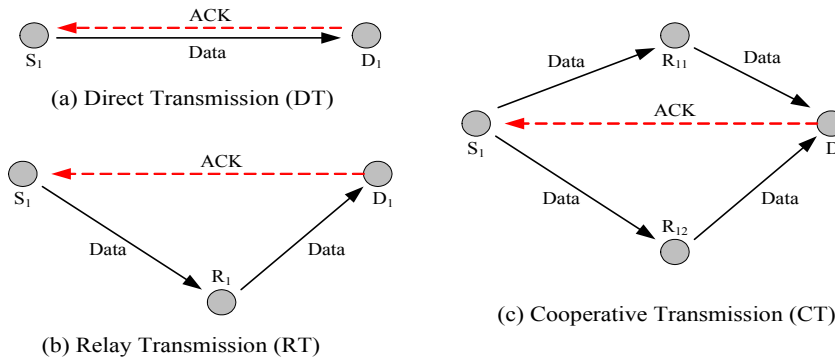 ACK
S1
Data
D1
(a) Direct Transmission (DT)
ACK
S1
D1
Data
Data
R1
(b) Relay Transmission (RT)
R11
Data
Data
ACK
S1
D
Data
Data
R12
(c) Cooperative Transmission (CT)